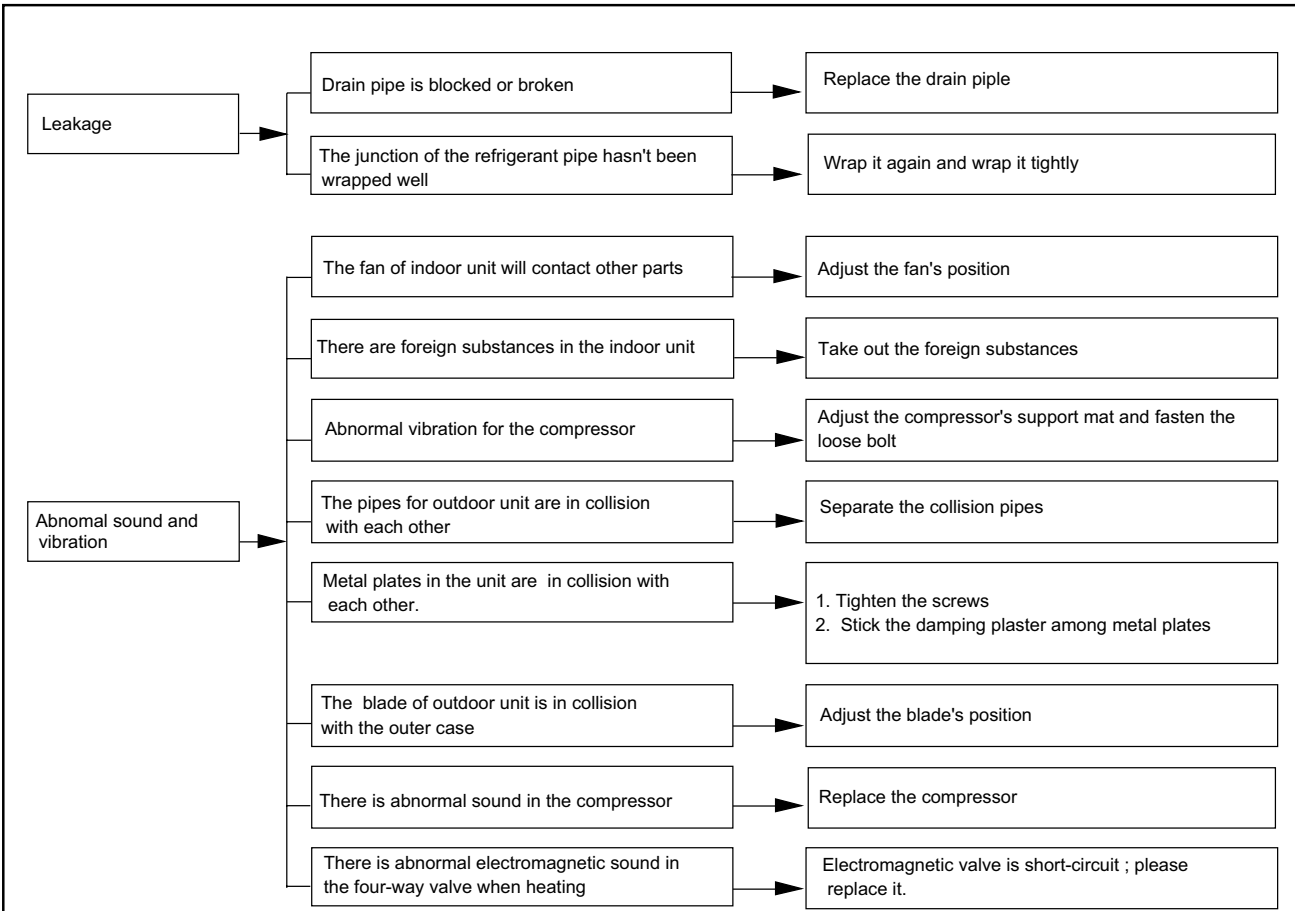 Drain pipe is blocked or broken
Replace the drain piple
Leakage
The junction of the refrigerant pipe hasn't been
wrapped well
Wrap it again and wrap it tightly
The fan of indoor unit will contact other parts
Adjust the fan's position
There are foreign substances in the indoor unit
Take out the foreign substances
Abnormal vibration for the compressor
Adjust the compressor's support mat and fasten the
loose bolt
Abnomal sound and
vibration
The pipes for outdoor unit are in collision
with each other
Separate the collision pipes
Metal plates in the unit are in collision with
each other.
1. Tighten the screws
2. Stick the damping plaster among metal plates
The blade of outdoor unit is in collision
with the outer case
Adjust the blade's position
There is abnormal sound in the compressor
Replace the compressor
There is abnormal electromagnetic sound in
the four-way valve when heating
Electromagnetic valve is short-circuit ; please
replace it.